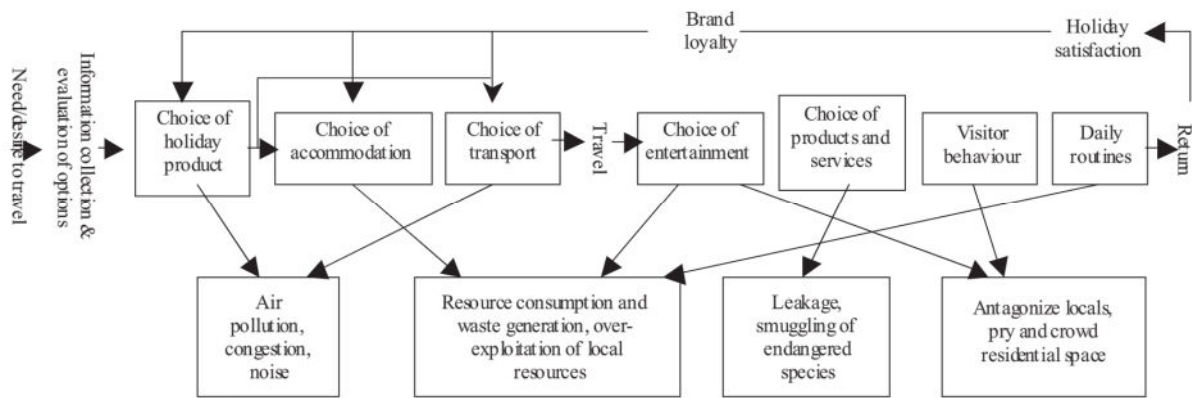 Brand
loyalty
Holiday
satisfaction
Need/desire to travel
Information collection &
evaluation of options
Choice of
holiday
product
Choice of
accommodation
Choice of
transport
Travel
Choice of
entertainment
Choice of
products and
services
Visitor
behaviour
Daily
routines
Return
Air
pollution,
congestion,
noise
Resource consumption and
waste generation, over-
exploitation of local
resources
Leakage,
smuggling of
endangered
species
Antagonize locals,
pry and crowd
residential space